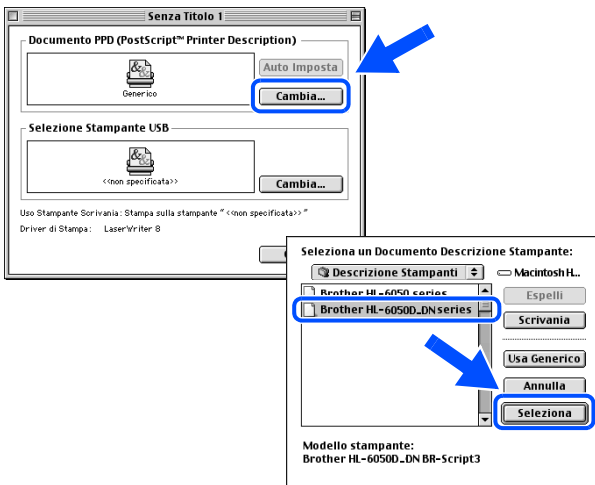 Senza Titolo 1
Documento PPD (PostScript™ Printer Description)
Auto Imposta
Generico
Cambia...
Selezione Stampante USB
<<non specificata>>
Cambia...
Uso Stampante Scrivania: Stampa sulla stampante "<<non specificata>>"
Driver di Stampa: LaserWriter 8
Seleziona un Documento Descrizione Stampante:
Descrizione Stampanti
Macintosh H...
Brother HL-6050 series
Espelli
Brother HL-6050D_DN series
Scrivania
Usa Generico
Annulla
Seleziona
Modello stampante:
Brother HL-6050D_DN BR-Script3